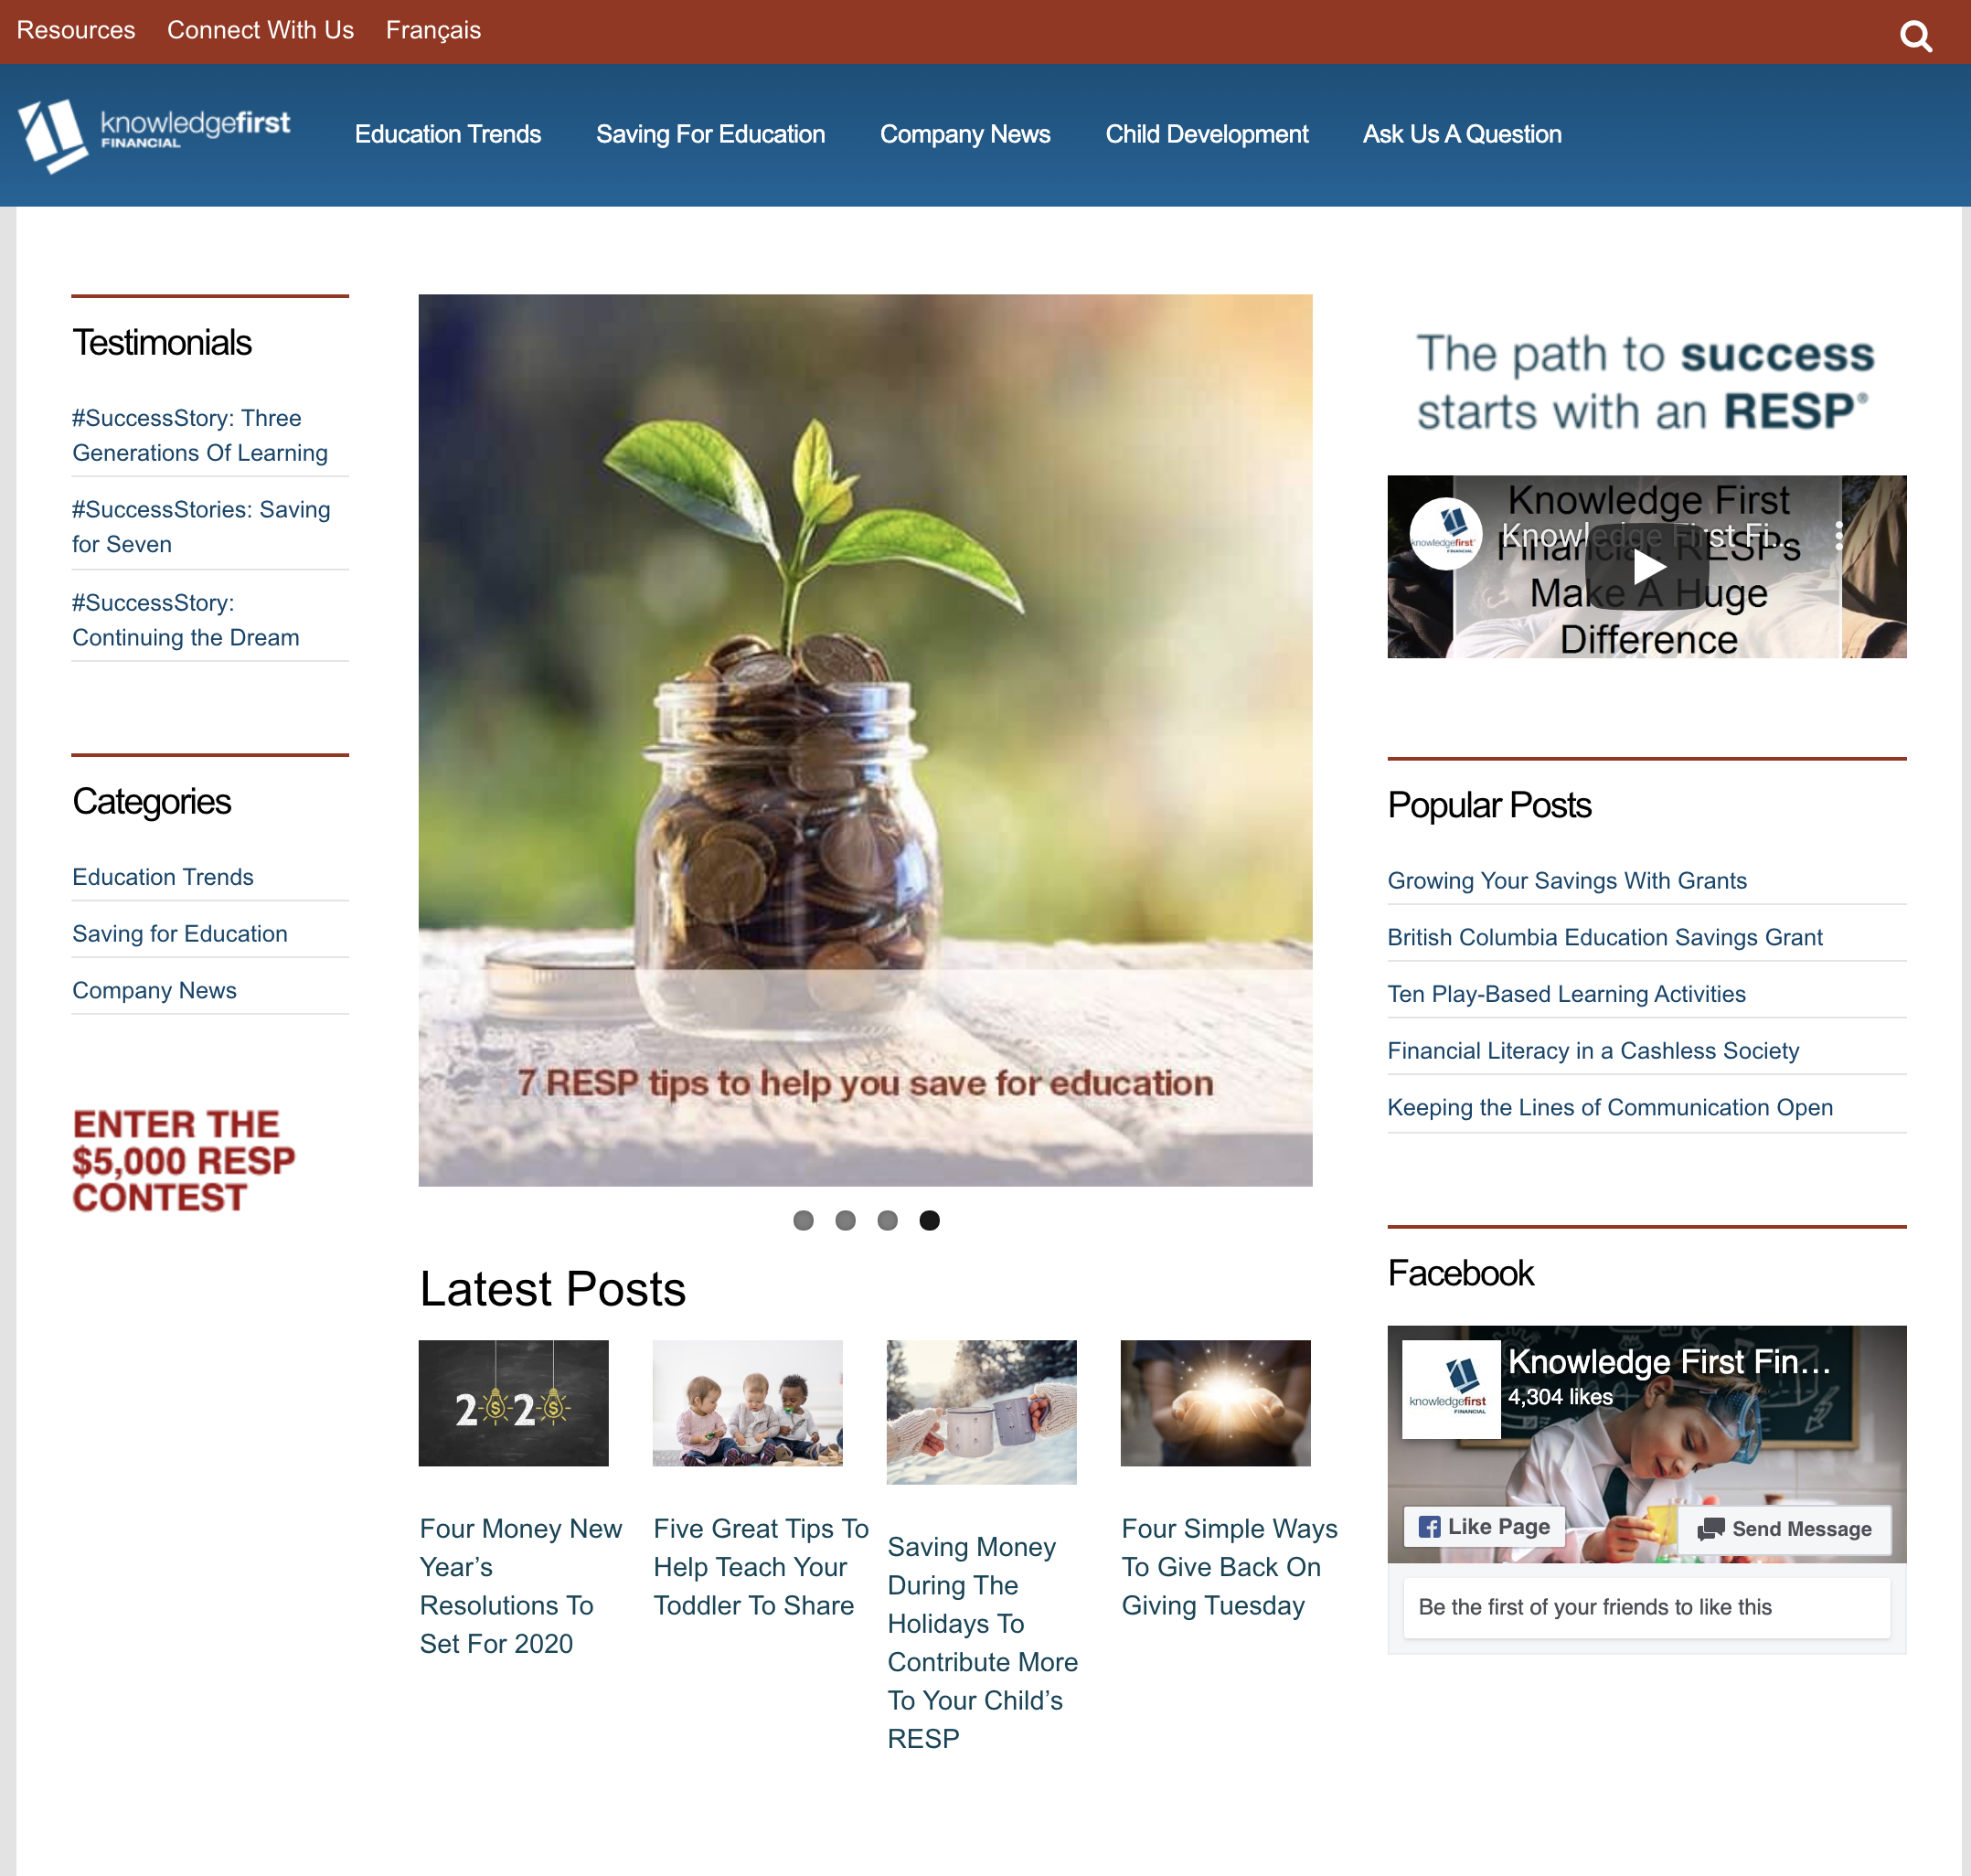 Resources Connect With Us Français
knowledgefirst
FINANCIAL
Education Trends Saving For Education Company News Child Development Ask Us A Question
Testimonials
#SuccessStory: Three
Generations Of Learning
#SuccessStories: Saving
for Seven
#SuccessStory:
Continuing the Dream
Categories
Education Trends
Saving for Education
Company News
ENTER THE
$5,000 RESP
CONTEST
7 RESP tips to help you save for education
Latest Posts
2020
Four Money New
Year’s
Resolutions To
Set For 2020
Five Great Tips To
Help Teach Your
Toddler To Share
Saving Money
During The
Holidays To
Contribute More
To Your Child’s
RESP
Four Simple Ways
To Give Back On
Giving Tuesday
The path to success
starts with an RESP®
knowledgefirst
FINANCIAL
Knowledge First Fi...
Knowledge First
Financial RESPs
Make A Huge
Difference
Popular Posts
Growing Your Savings With Grants
British Columbia Education Savings Grant
Ten Play-Based Learning Activities
Financial Literacy in a Cashless Society
Keeping the Lines of Communication Open
Facebook
knowledgefirst
FINANCIAL
Knowledge First Fin...
4,304 likes
Like Page
Send Message
Be the first of your friends to like this